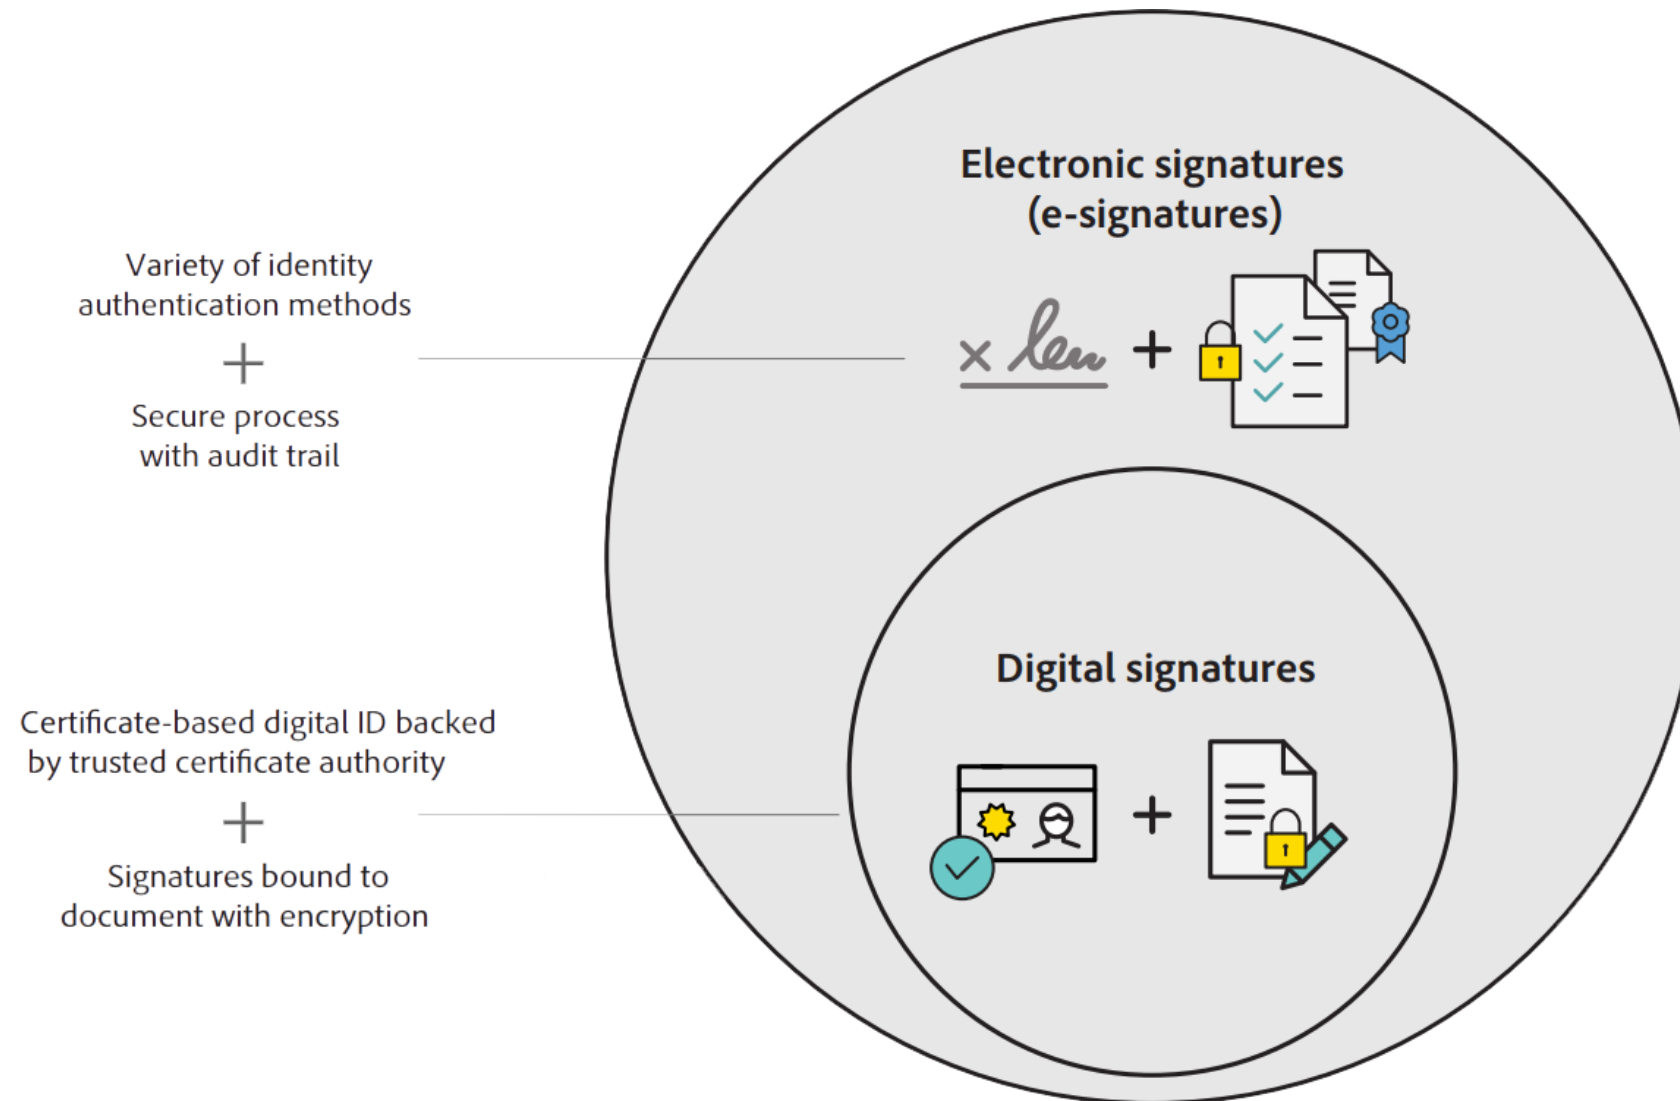 Electronic signatures
(e-signatures)
Variety of identity
authentication methods
+
Secure process
with audit trail
×
+
Digital signatures
Certificate-based digital ID backed
by trusted certificate authority
+
Signatures bound to
document with encryption
+